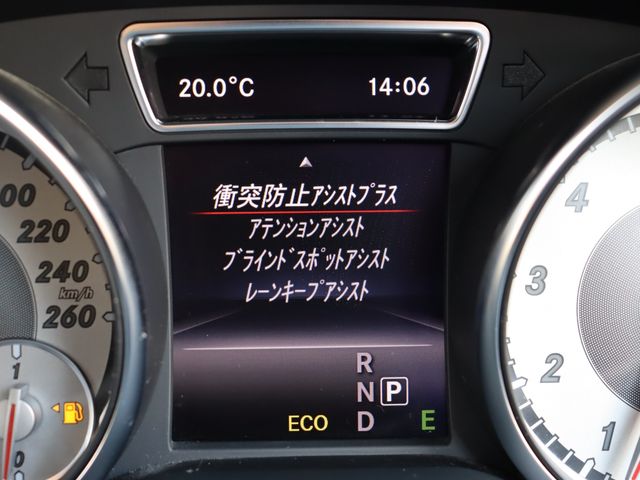 20.0°C 14:06
衝突防止ｱｼｽﾄﾌﾟﾗｽ
ｱﾃﾝｼｮﾝｱｼｽﾄ
ﾌﾞﾗｲﾝﾄﾞｽﾎﾟｯﾄｱｼｽﾄ
ﾚｰﾝｷｰﾌﾟｱｼｽﾄ
R
N P
ECO D E
220
240
km/h
260
1
0
4
3
2
1